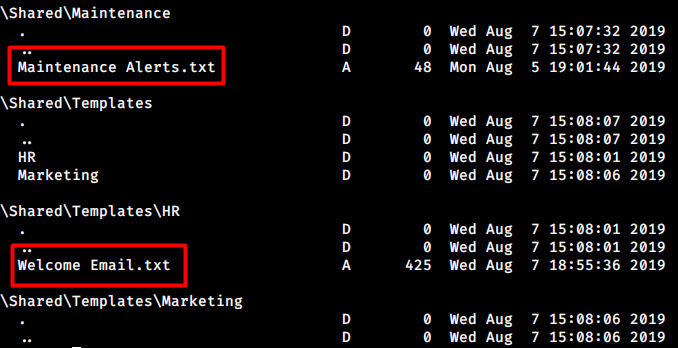 \Shared\Maintenance
. D 0 Wed Aug 7 15:07:32 2019
.. D 0 Wed Aug 7 15:07:32 2019
Maintenance Alerts.txt A 48 Mon Aug 5 19:01:44 2019
\Shared\Templates
. D 0 Wed Aug 7 15:08:07 2019
.. D 0 Wed Aug 7 15:08:07 2019
HR D 0 Wed Aug 7 15:08:01 2019
Marketing D 0 Wed Aug 7 15:08:06 2019
\Shared\Templates\HR
. D 0 Wed Aug 7 15:08:01 2019
.. D 0 Wed Aug 7 15:08:01 2019
Welcome Email.txt A 425 Wed Aug 7 18:55:36 2019
\Shared\Templates\Marketing
. D 0 Wed Aug 7 15:08:06 2019
.. D 0 Wed Aug 7 15:08:06 2019